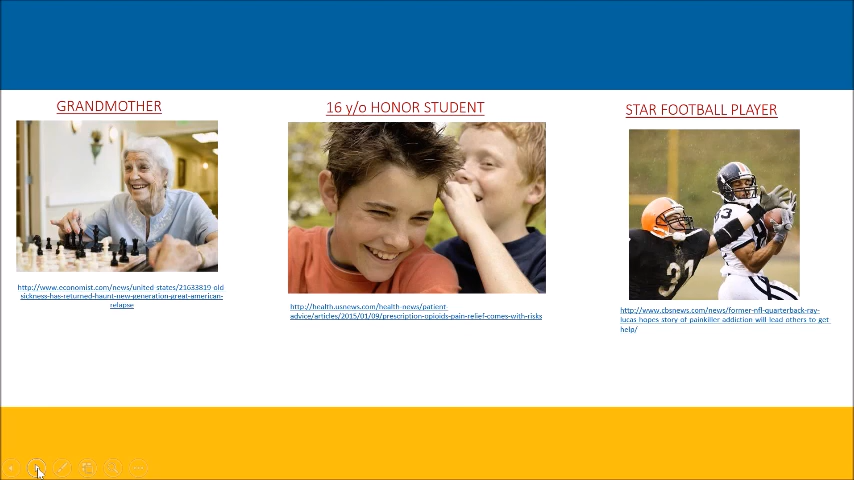 GRANDMOTHER
16 y/o HONOR STUDENT
STAR FOOTBALL PLAYER
http://www.economist.com/news/united-states/21633819-old-
sickness-has-returned-haunt-new-generation-great-american-
relapse
http://health.usnews.com/health-news/patient-
advice/articles/2015/01/09/prescription-opioids-pain-relief-comes-with-risks
http://www.cbsnews.com/news/former-nfl-quarterback-ray-
lucas-hopes-story-of-painkiller-addiction-will-lead-others-to-get-
help/
31
83